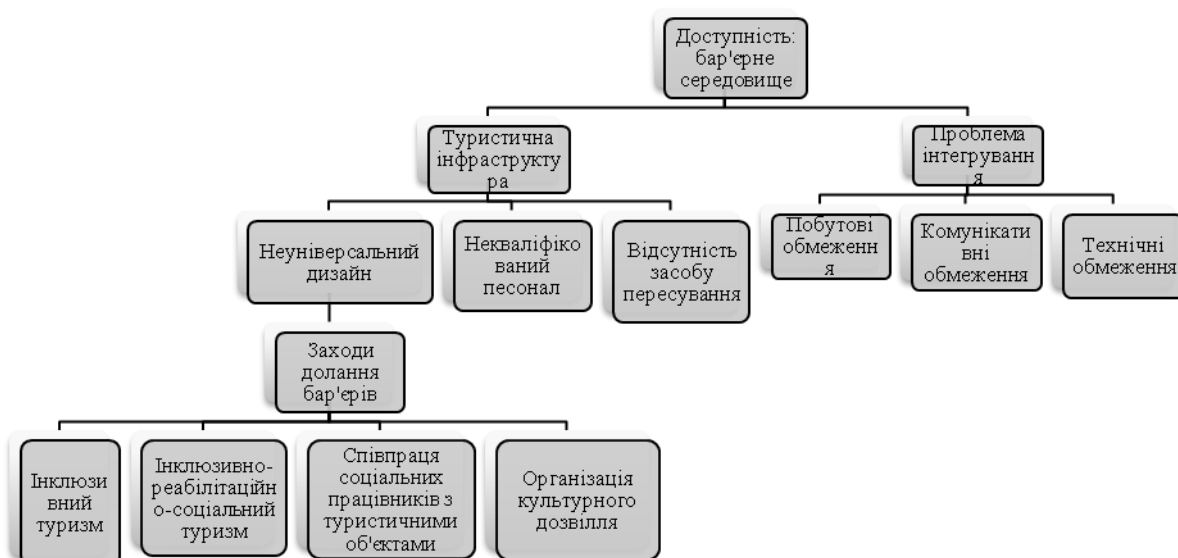 Доступність:
бар'єрне
середовище
Туристична
інфраструкту
ра
Проблема
інтегруванн
я
Неуніверсальний
дизайн
Некваліфіко
ваний
песонал
Відсутність
засобу
пересування
Побутові
обмеженн
я
Комунікати
вні
обмеження
Технічні
обмеження
Заходи
долання
бар'єрів
Інклюзи
вний
туризм
Інклюзивно-
реабілітаційн
о-соціальний
туризм
Співпраця
соціальних
працівників з
туристичними
об'єктами
Організація
культурного
дозвілля